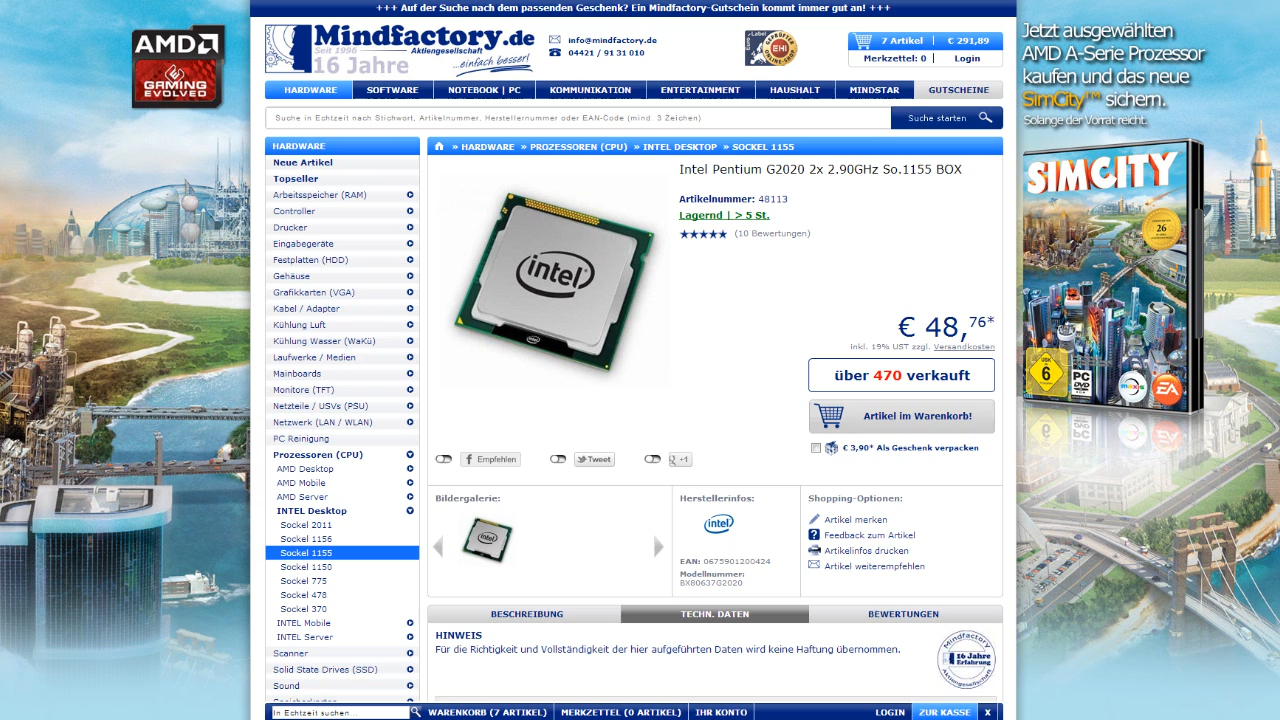 +++ Auf der Suche nach dem passenden Geschenk? Ein Mindfactory-Gutschein kommt immer gut an! +++
AMD
GAMING
EVOLVED
Mindfactory.de
Seit 1996
Aktiengesellschaft
16 Jahre
...einfach besser!
info@mindfactory.de
04421 / 91 31 010
EHI
7 Artikel | € 291,89
Merkzettel: 0 | Login
HARDWARE
SOFTWARE
NOTEBOOK | PC
KOMMUNIKATION
ENTERTAINMENT
HAUSHALT
MINDSTAR
GUTSCHEINE
Suche in Echtzeit nach Stichwort, Artikelnummer, Herstellernummer oder EAN-Code (mind. 3 Zeichen)
Suche starten
Jetzt ausgewählten
AMD A-Serie Prozessor
kaufen und das neue
SimCity™ sichern.
Solange der Vorrat reicht.
SIMCITY
26
USK
6
PC
DVD
ROM
maxis
EA
HARDWARE
Neue Artikel
Topseller
Arbeitsspeicher (RAM)
Controller
Drucker
Eingabegeräte
Festplatten (HDD)
Gehäuse
Grafikkarten (VGA)
Kabel / Adapter
Kühlung Luft
Kühlung Wasser (WaKü)
Laufwerke / Medien
Mainboards
Monitore (TFT)
Netzteile / USVs (PSU)
Netzwerk (LAN / WLAN)
PC Reinigung
Prozessoren (CPU)
AMD Desktop
AMD Mobile
AMD Server
INTEL Desktop
Sockel 2011
Sockel 1156
Sockel 1155
Sockel 1150
Sockel 775
Sockel 478
Sockel 370
INTEL Mobile
INTEL Server
Scanner
Solid State Drives (SSD)
Sound
Speicherkarten
» HARDWARE » PROZESSOREN (CPU) » INTEL DESKTOP » SOCKEL 1155
intel
intel
Intel Pentium G2020 2x 2.90GHz So.1155 BOX
Artikelnummer: 48113
Lagernd | > 5 St.
(10 Bewertungen)
€ 48,76*
inkl. 19% UST zzgl. Versandkosten
über 470 verkauft
Artikel im Warenkorb!
€ 3,90* Als Geschenk verpacken
Empfehlen
Tweet
+1
Bildergalerie:
intel
Herstellerinfos:
intel
EAN: 0675901200424
Modellnummer:
BX80637G2020
Shopping-Optionen:
Artikel merken
Feedback zum Artikel
Artikelinfos drucken
Artikel weiterempfehlen
BESCHREIBUNG
TECHN. DATEN
BEWERTUNGEN
HINWEIS
Für die Richtigkeit und Vollständigkeit der hier aufgeführten Daten wird keine Haftung übernommen.
Mindfactory
16 Jahre
Erfahrung
Aktiengesellschaft
In Echtzeit suchen...
WARENKORB (7 ARTIKEL)
MERKZETTEL (0 ARTIKEL)
IHR KONTO
LOGIN
ZUR KASSE
X